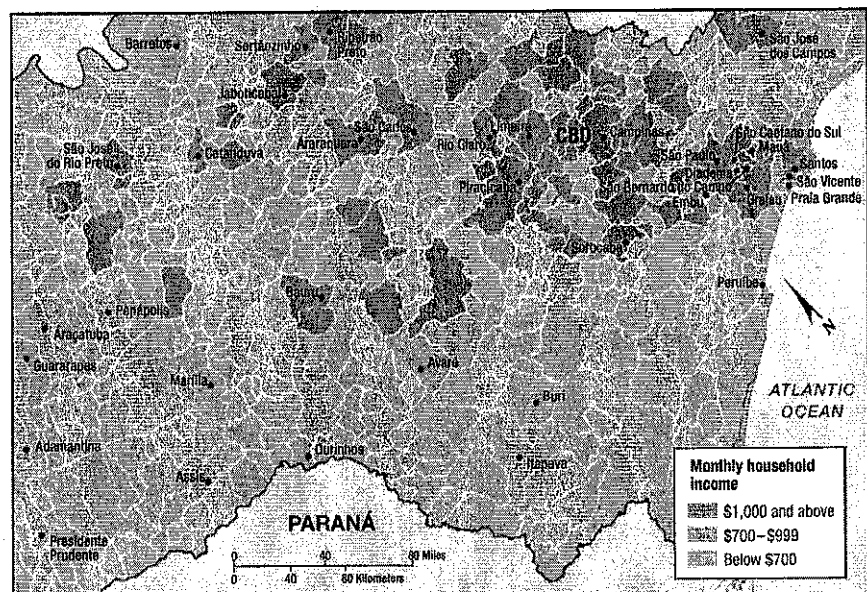 Barretos
Sertãozinho
Ribeirão
Preto
São José
dos Campos
Jaboticabal
São José
do Rio Preto
Catanduva
Araraquara
São Carlos
Rio Claro
Limeira
CBD
Campinas
São Caetano do Sul
Mauá
São Paulo
Diadema
Santos
São Vicente
Praia Grande
Piracicaba
São Bernardo do Campo
Embu
Grajaú
Sorocaba
Peruíbe
Bauru
Penápolis
Araçatuba
Guararapes
Marília
Avaré
Buri
N
ATLANTIC
OCEAN
Adamantina
Assis
Ourinhos
Itapeva
Presidente
Prudente
PARANÁ
0 40 80 Miles
0 40 80 Kilometers
Monthly household
income
$1,000 and above
$700–$999
Below $700